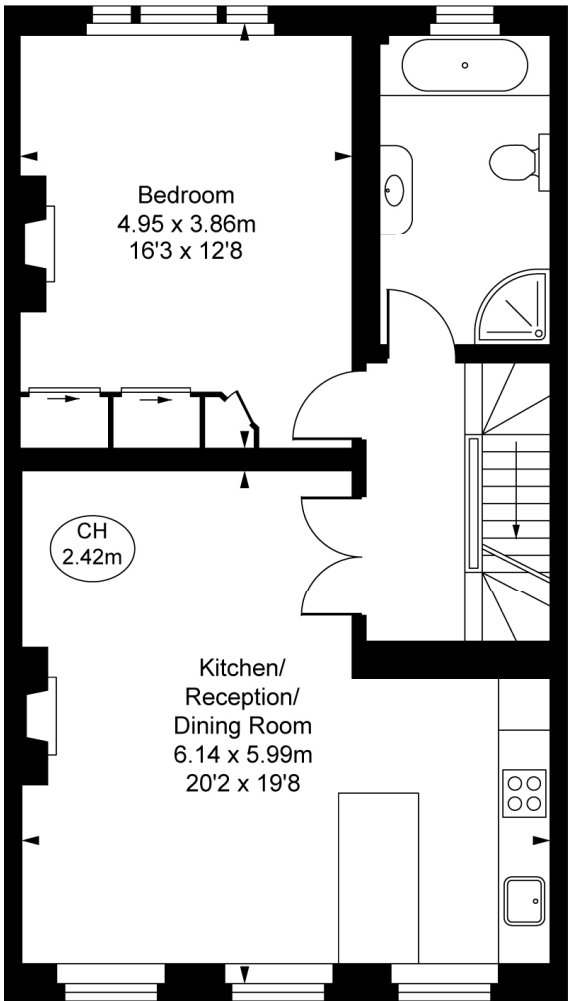 Bedroom
4.95 x 3.86m
16'3 x 12'8
CH
2.42m
Kitchen/
Reception/
Dining Room
6.14 x 5.99m
20'2 x 19'8